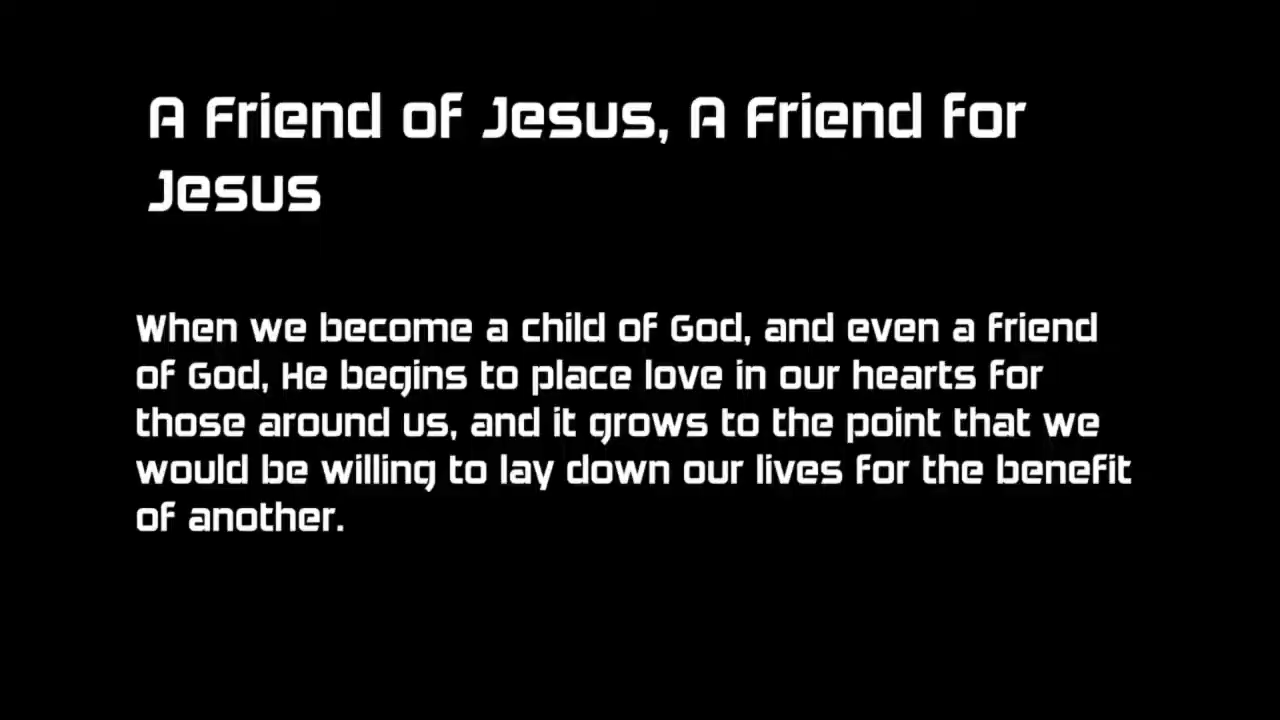 A Friend of Jesus, A Friend for
Jesus
When we become a child of God, and even a friend
of God, He begins to place love in our hearts for
those around us, and it grows to the point that we
would be willing to lay down our lives for the benefit
of another.